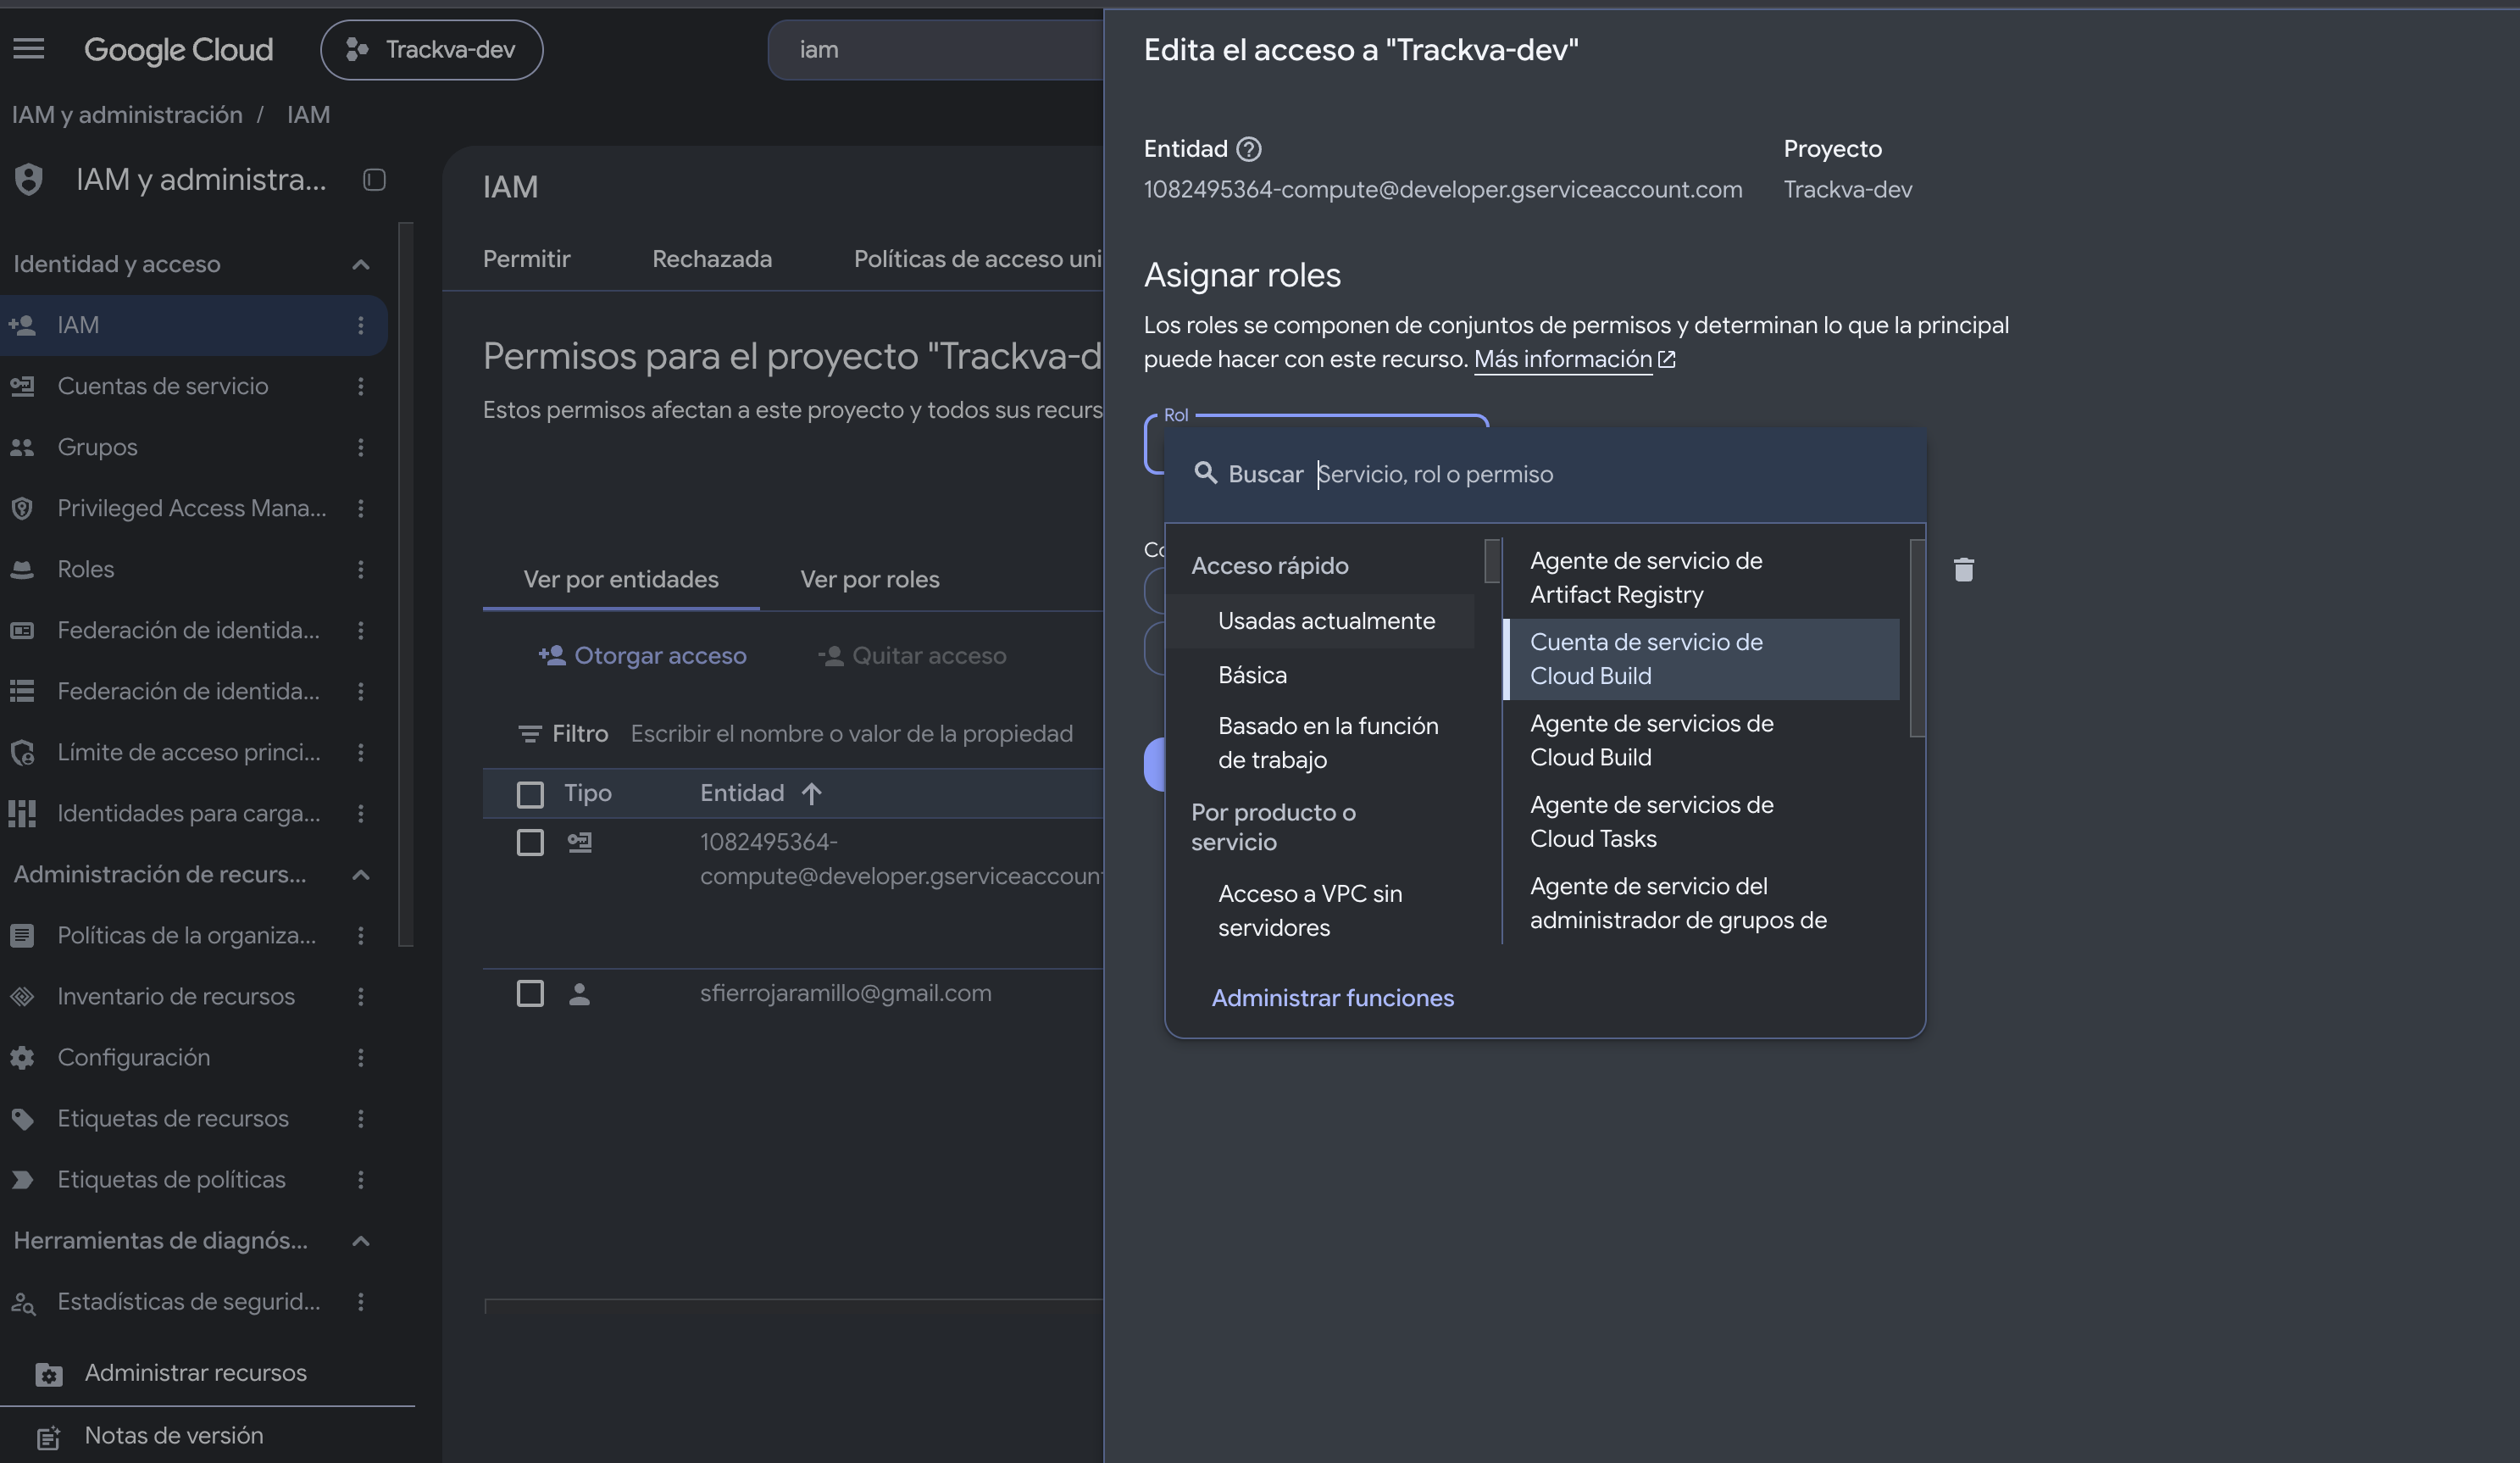 Google Cloud
Trackva-dev
iam
IAM y administración / IAM
IAM y administra...
Identidad y acceso
IAM
Cuentas de servicio
Grupos
Privileged Access Mana...
Roles
Federación de identida...
Federación de identida...
Límite de acceso princi...
Identidades para carga...
Administración de recurs...
Políticas de la organiza...
Inventario de recursos
Configuración
Etiquetas de recursos
Etiquetas de políticas
Herramientas de diagnós...
Estadísticas de segurid...
Administrar recursos
Notas de versión
IAM
Permitir
Rechazada
Políticas de acceso uni
Permisos para el proyecto "Trackva-d
Estos permisos afectan a este proyecto y todos sus recurs
Ver por entidades
Ver por roles
Otorgar acceso
Quitar acceso
Filtro Escribir el nombre o valor de la propiedad
Tipo
Entidad
1082495364-
compute@developer.gserviceaccount
sfierrojaramillo@gmail.com
Edita el acceso a "Trackva-dev"
Entidad
1082495364-compute@developer.gserviceaccount.com
Proyecto
Trackva-dev
Asignar roles
Los roles se componen de conjuntos de permisos y determinan lo que la principal
puede hacer con este recurso. Más información
Rol
Buscar Servicio, rol o permiso
Co
Acceso rápido
Usadas actualmente
Básica
Basado en la función
de trabajo
Por producto o
servicio
Acceso a VPC sin
servidores
Agente de servicio de
Artifact Registry
Cuenta de servicio de
Cloud Build
Agente de servicios de
Cloud Build
Agente de servicios de
Cloud Tasks
Agente de servicio del
administrador de grupos de
Administrar funciones